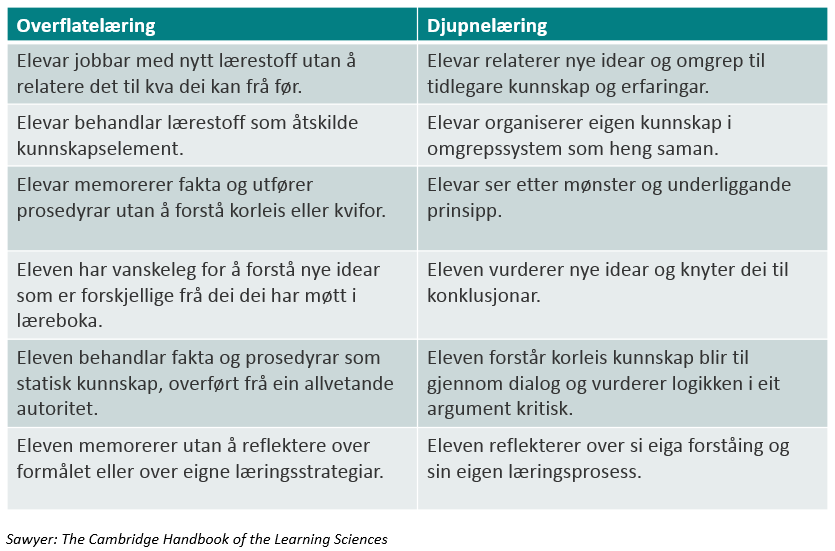 Overflatelæring
Djupnelæring
Elevar jobbar med nytt lærestoff utan å
relatere det til kva dei kan frå før.
Elevar relaterer nye idear og omgrep til
tidlegare kunnskap og erfaringar.
Elevar behandlar lærestoff som åtskilde
kunnskapselement.
Elevar organiserer eigen kunnskap i
omgrepssystem som heng saman.
Elevar memorerer fakta og utfører
prosedyrar utan å forstå korleis eller kvifor.
Elevar ser etter mønster og underliggande
prinsipp.
Eleven har vanskeleg for å forstå nye idear
som er forskjellige frå dei dei har møtt i
læreboka.
Eleven vurderer nye idear og knyter dei til
konklusjonar.
Eleven behandlar fakta og prosedyrar som
statisk kunnskap, overført frå ein allvetande
autoritet.
Eleven forstår korleis kunnskap blir til
gjennom dialog og vurderer logikken i eit
argument kritisk.
Eleven memorerer utan å reflektere over
formålet eller over eigne læringsstrategiar.
Eleven reflekterer over si eiga forståing og
sin eigen læringsprosess.
Sawyer: The Cambridge Handbook of the Learning Sciences